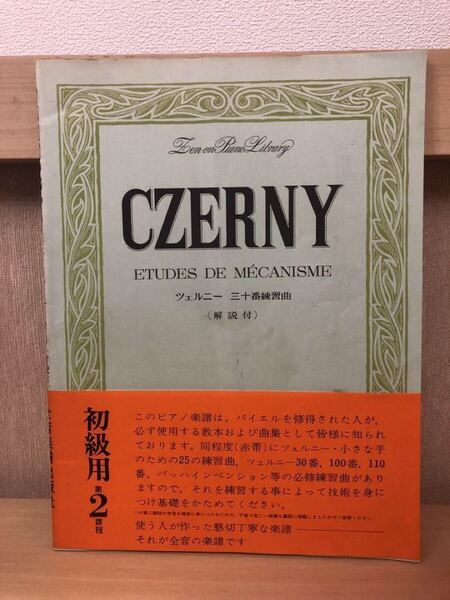 Zen-on Piano Library
CZERNY
ETUDES DE MÉCANISME
ツェルニー 三十番練習曲
(解説付)
初級用
第2課程
このピアノ楽譜は、バイエルを修得された人が、
必ず使用する教本および曲集として皆様に知られ
ております。同程度(赤帯)にツェルニー・小さな手
のための25の練習曲、ツェルニー30番、100番、110
番、バッハインベンション等の必修練習曲があり
ますので、それを練習する事によって技術を身に
つけ基礎をかためてください。
使う人が作った懇切丁寧な楽譜
それが全音の楽譜です